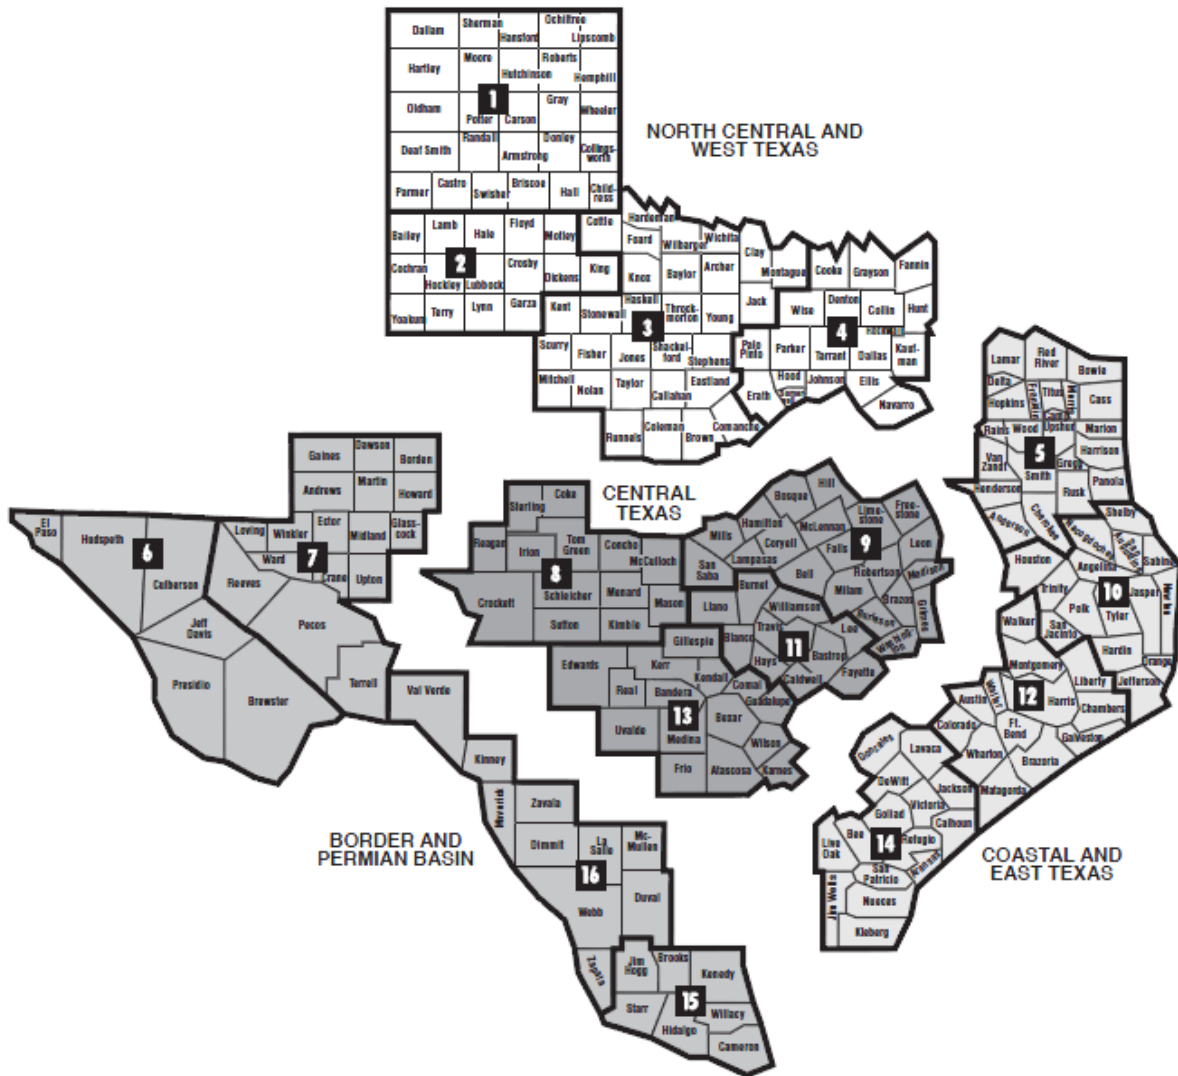 Dallam
Sherman
Hansford
Ochiltree
Lipscomb
Hartley
Moore
Hutchinson
Roberts
Hemphill
Oldham
1
Potter
Carson
Gray
Wheeler
Deaf Smith
Randall
Armstrong
Donley
Collings-
worth
Parmer
Castro
Swisher
Briscoe
Hall
Child-
ress
NORTH CENTRAL AND
WEST TEXAS
Bailey
Lamb
Hale
Floyd
Motley
2
Cochran
Hockley
Lubbock
Crosby
Dickens
King
Yoakum
Terry
Lynn
Garza
Cottle
Hardeman
Foard
Wilbarger
Wichita
Clay
Montague
Knox
Baylor
Archer
Jack
Kent
Stonewall
Haskell
Throck-
morton
Young
3
Scurry
Fisher
Jones
Shackel-
ford
Stephens
Mitchell
Nolan
Taylor
Callahan
Eastland
Runnels
Coleman
Brown
Comanche
Cooke
Grayson
Fannin
Wise
Denton
Collin
Hunt
4
Palo
Pinto
Parker
Tarrant
Dallas
Kauf-
man
Hood
Johnson
Ellis
Erath
Navarro
Lamar
Red
River
Bowie
Delta
Hopkins
Franklin
Titus
Morris
Cass
Camp
Rains
Wood
Upshur
Marion
5
Harrison
Van
Zandt
Smith
Gregg
Henderson
Rusk
Panola
Anderson
Cherokee
Nacogdoches
Shelby
San
Augustine
Sabine
Houston
Angelina
Trinity
10
Jasper
Newton
Polk
Tyler
San
Jacinto
Walker
Hardin
Orange
Jefferson
Montgomery
Liberty
12
Harris
Chambers
Waller
Austin
Colorado
Ft.
Bend
Galveston
Wharton
Brazoria
Matagorda
Gonzales
Lavaca
DeWitt
Jackson
Victoria
Goliad
Calhoun
Bee
Refugio
14
Live
Oak
Aransas
San
Patricio
Jim Wells
Nueces
Kleberg
COASTAL AND
EAST TEXAS
CENTRAL
TEXAS
Sterling
Coke
Reagan
Irion
Tom
Green
Concho
McCulloch
8
Crockett
Schleicher
Menard
Mason
Sutton
Kimble
Bosque
Hill
Hamilton
McLennan
Lime-
stone
Free-
stone
Mills
Coryell
9
Falls
Leon
San
Saba
Lampasas
Bell
Robertson
Madison
Milam
Brazos
Grimes
Burleson
Washing-
ton
Llano
Burnet
Williamson
Travis
Blanco
Lee
11
Hays
Bastrop
Caldwell
Fayette
Gillespie
Edwards
Kerr
Kendall
Comal
Real
Bandera
Guadalupe
13
Bexar
Uvalde
Medina
Wilson
Frio
Atascosa
Karnes
Gaines
Dawson
Borden
Andrews
Martin
Howard
Loving
Winkler
Ector
Midland
Glass-
cock
7
Ward
Crane
Upton
Reeves
Pecos
Terrell
El
Paso
Hudspeth
6
Culberson
Jeff
Davis
Presidio
Brewster
Val Verde
Kinney
Maverick
Zavala
Dimmit
La
Salle
Mc-
Mullen
16
Webb
Duval
Zapata
Jim
Hogg
Brooks
Kenedy
15
Starr
Willacy
Hidalgo
Cameron
BORDER AND
PERMIAN BASIN